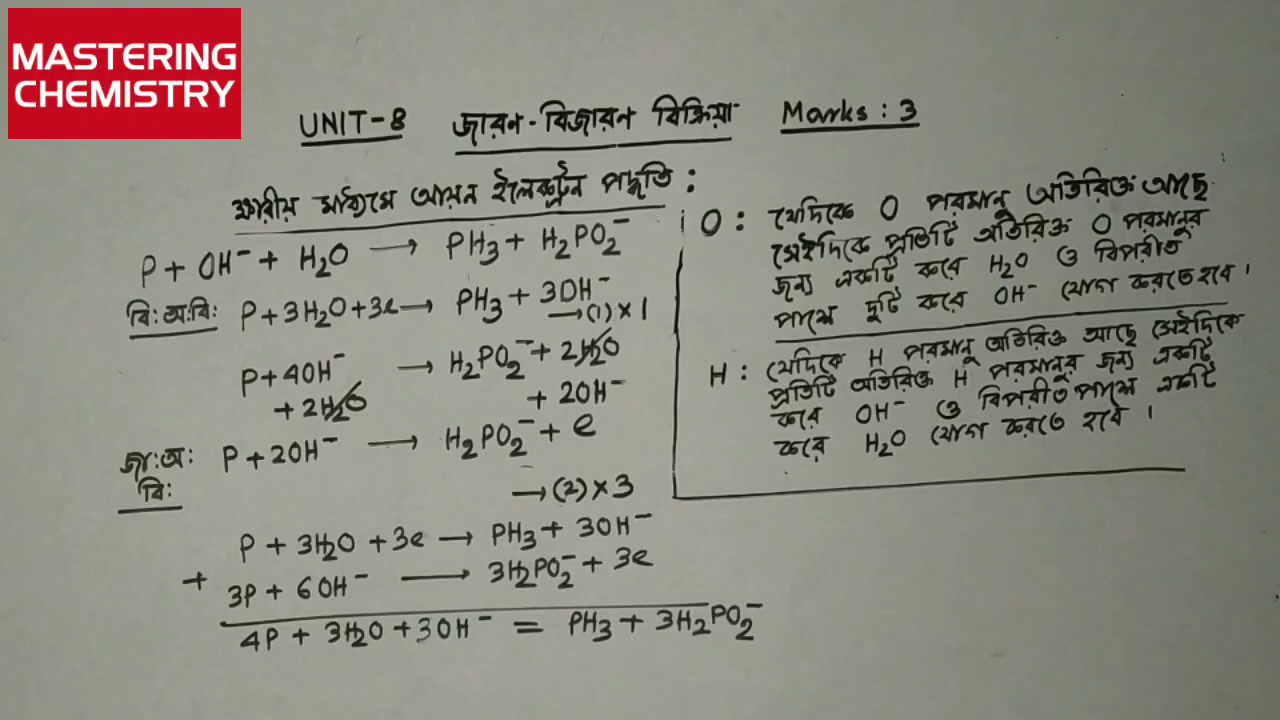 MASTERING
CHEMISTRY
UNIT-8 জারন-বিজারণ বিক্রিয়া Marks: 3
ক্ষারীয় মাধ্যমে আয়ন ইলেকট্রন পদ্ধতি:
P + OH⁻ + H₂O ⟶ PH₃ + H₂PO₂⁻
বি:অ:বি: P + 3H₂O + 3e ⟶ PH₃ + 3OH⁻
⟶ (1) × 1
P + 4OH⁻ ⟶ H₂PO₂⁻ + 2H₂O
+ 2H₂O + 2OH⁻
জা:অ: P + 2OH⁻ ⟶ H₂PO₂⁻ + e
বি:
⟶ (2) × 3
P + 3H₂O + 3e ⟶ PH₃ + 3OH⁻
+ 3P + 6OH⁻ ⟶ 3H₂PO₂⁻ + 3e
4P + 3H₂O + 3OH⁻ = PH₃ + 3H₂PO₂⁻
O: যেদিকে O পরমানু অতিরিক্ত আছে
সেইদিকে প্রতিটি অতিরিক্ত O পরমানুর
জন্য একটি করে H₂O ও বিপরীত
পাশে দুটি করে OH⁻ যোগ করতে হবে।
H: যেদিকে H পরমানু অতিরিক্ত আছে সেইদিকে
প্রতিটি অতিরিক্ত H পরমানুর জন্য একটি
করে OH⁻ ও বিপরীত পাশে একটি
করে H₂O যোগ করতে হবে।